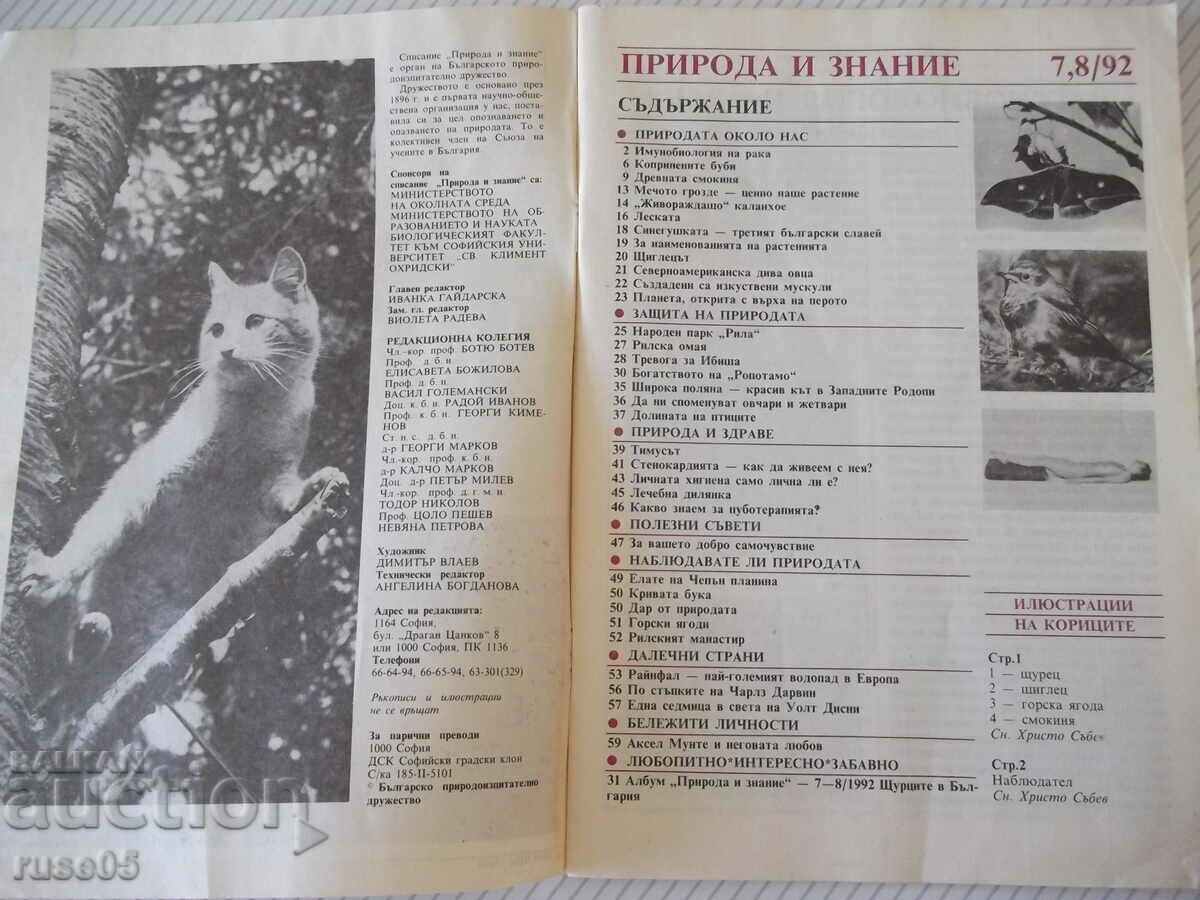 Списание „Природа и знание“
е орган на Българското природоизпитателно дружество.
Дружеството е основано през
1896 г. и е първата научно-обществена организация у нас, поставила си за цел опознаването и
опазването на природата. То е
колективен член на Съюза на
учените в България.
Спонсори на
списание „Природа и знание“ са:
МИНИСТЕРСТВОТО
НА ОКОЛНАТА СРЕДА
МИНИСТЕРСТВОТО НА ОБ-
РАЗОВАНИЕТО И НАУКАТА
БИОЛОГИЧЕСКИЯТ ФАКУЛ-
ТЕТ КЪМ СОФИЙСКИЯ УНИ-
ВЕРСИТЕТ „СВ. КЛИМЕНТ
ОХРИДСКИ“
Главен редактор
ИВАНКА ГАЙДАРСКА
Зам. гл. редактор
ВИОЛЕТА РАДЕВА
РЕДАКЦИОННА КОЛЕГИЯ
Чл.-кор. проф. БОТЮ БОТЕВ
Проф. д. б. н.
ЕЛИСАВЕТА БОЖИЛОВА
Проф. д. б. н.
ВАСИЛ ГОЛЕМАНСКИ
Доц. к. б. н. РАДОЙ ИВАНОВ
Проф. к. б. н. ГЕОРГИ КИМЕ-
НОВ
Ст. н. с. д. б. н.
д-р ГЕОРГИ МАРКОВ
Чл.-кор. проф. к. б. н.
д-р КАЛЧО МАРКОВ
Доц. д-р ПЕТЪР МИЛЕВ
Чл.-кор. проф. д. г. м. н.
ТОДОР НИКОЛОВ
Проф. ЦОЛО ПЕШЕВ
НЕВЯНА ПЕТРОВА
Художник
ДИМИТЪР ВЛАЕВ
Технически редактор
АНГЕЛИНА БОГДАНОВА
Адрес на редакцията:
1164 София,
бул. „Драган Цанков“ 8
или 1000 София, ПК 1136
Телефони
66-64-94, 66-65-94, 63-301(329)
Ръкописи и илюстрации
не се връщат
За парични преводи
1000 София
ДСК Софийски градски клон
С/ка 185-II-5101
© Българско природоизпитателно
дружество
ПРИРОДА И ЗНАНИЕ 7,8/92
СЪДЪРЖАНИЕ
● ПРИРОДАТА ОКОЛО НАС
2 Имунобиология на рака
6 Копринените буби
9 Древната смокиня
13 Мечото грозде — ценно наше растение
14 „Живораждащо“ каланхое
16 Леската
18 Синегушката — третият български славей
19 За наименованията на растенията
20 Щиглецът
21 Северноамериканска дива овца
22 Създадени са изкуствени мускули
23 Планета, открита с върха на перото
● ЗАЩИТА НА ПРИРОДАТА
25 Народен парк „Рила“
27 Рилска омая
28 Тревога за Ибиша
30 Богатството на „Ропотамо“
35 Широка поляна — красив кът в Западните Родопи
36 Да ни споменуват овчари и жетвари
37 Долината на птиците
● ПРИРОДА И ЗДРАВЕ
39 Тимусът
41 Стенокардията — как да живеем с нея?
43 Личната хигиена само лична ли е?
45 Лечебна дилянка
46 Какво знаем за цуботерапията?
● ПОЛЕЗНИ СЪВЕТИ
47 За вашето добро самочувствие
● НАБЛЮДАВАТЕ ЛИ ПРИРОДАТА
49 Елате на Чепън планина
50 Кривата бука
50 Дар от природата
51 Горски ягоди
52 Рилският манастир
● ДАЛЕЧНИ СТРАНИ
53 Райнфал — най-големият водопад в Европа
56 По стъпките на Чарлз Дарвин
57 Една седмица в света на Уолт Дисни
● БЕЛЕЖИТИ ЛИЧНОСТИ
59 Аксел Мунте и неговата любов
● ЛЮБОПИТНО*ИНТЕРЕСНО*ЗАБАВНО
31 Албум „Природа и знание“ — 7—8/1992 Щурците в Бъл-
гария
ИЛЮСТРАЦИИ
НА КОРИЦИТЕ
Стр.1
1 — щурец
2 — щиглец
3 — горска ягода
4 — смокиня
Сн. Христо Събев
Стр.2
Наблюдател
Сн. Христо Събев
БАЛКАН
auction
ruse05